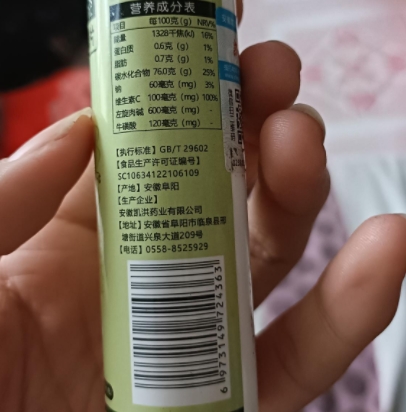 营养成分表
项目 每100克(g) NRV%
能量 1328千焦(kJ) 16%
蛋白质 0.6克(g) 1%
脂肪 0.7克(g) 1%
碳水化合物 76.0克(g) 25%
钠 60毫克(mg) 3%
维生素C 100毫克(mg) 100%
左旋肉碱 600毫克(mg) -
牛磺酸 120毫克(mg) -
【执行标准】GB/T 29602
【食品生产许可证编号】
SC10634122106109
【产地】安徽阜阳
【生产企业】
安徽凯洪药业有限公司
【地址】安徽省阜阳市临泉县田
塘街道兴泉大道209号
【电话】0558-8525929
6 973149 724363